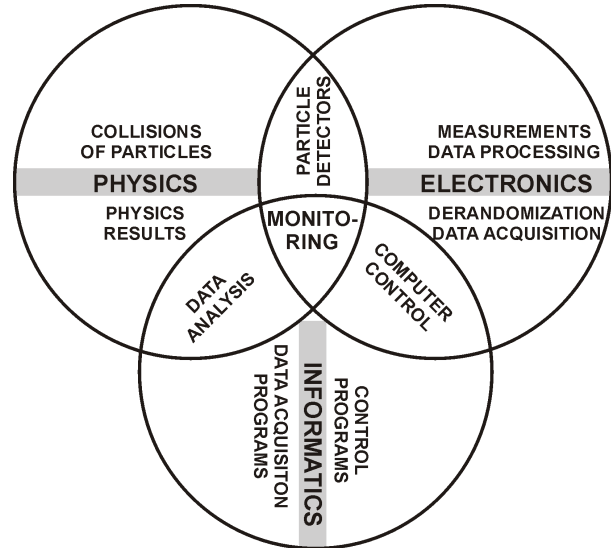 COLLISIONS
OF PARTICLES
PHYSICS
PHYSICS
RESULTS
PARTICLE
DETECTORS
MEASUREMENTS
DATA PROCESSING
ELECTRONICS
DERANDOMIZATION
DATA ACQUISITION
MONITO-
RING
DATA
ANALYSIS
COMPUTER
CONTROL
CONTROL
PROGRAMS
INFORMATICS
DATA ACQUISITON
PROGRAMS